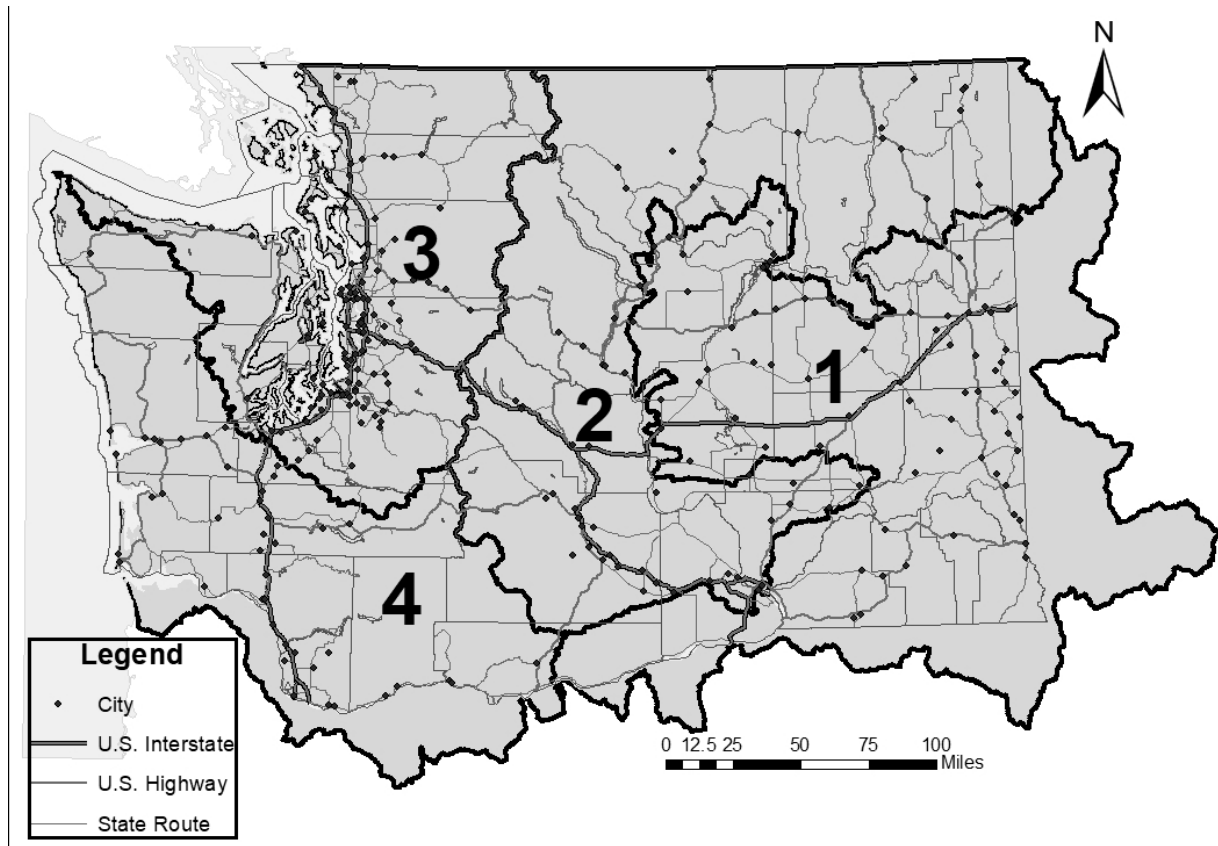 N
3
1
2
4
Legend
City
U.S. Interstate
U.S. Highway
State Route
0 12.5 25 50 75 100
Miles